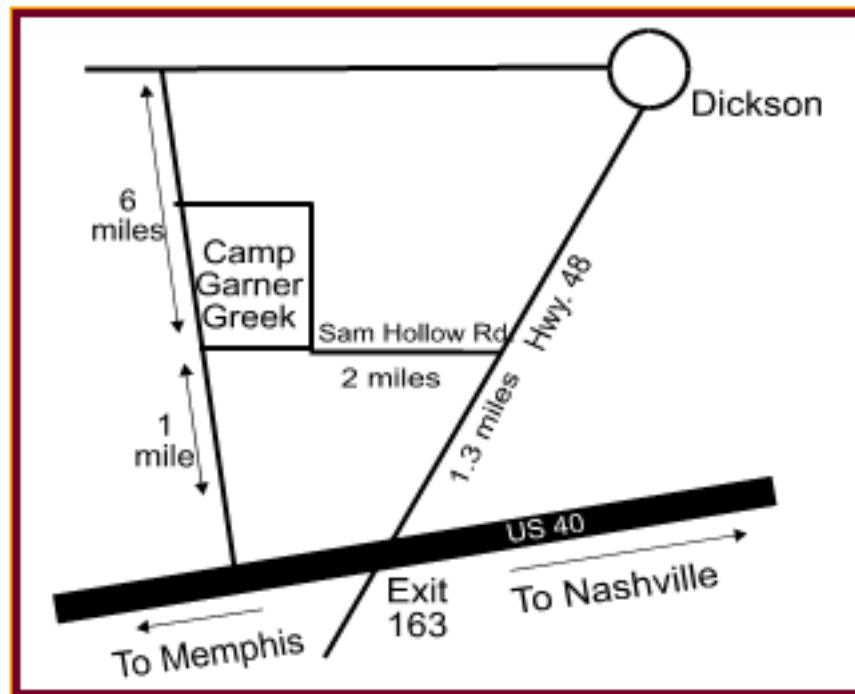 Dickson
6
miles
Camp
Garner
Greek
Sam Hollow Rd.
2 miles
Hwy. 48
1.3 miles
1
mile
US 40
Exit
163
To Nashville
To Memphis